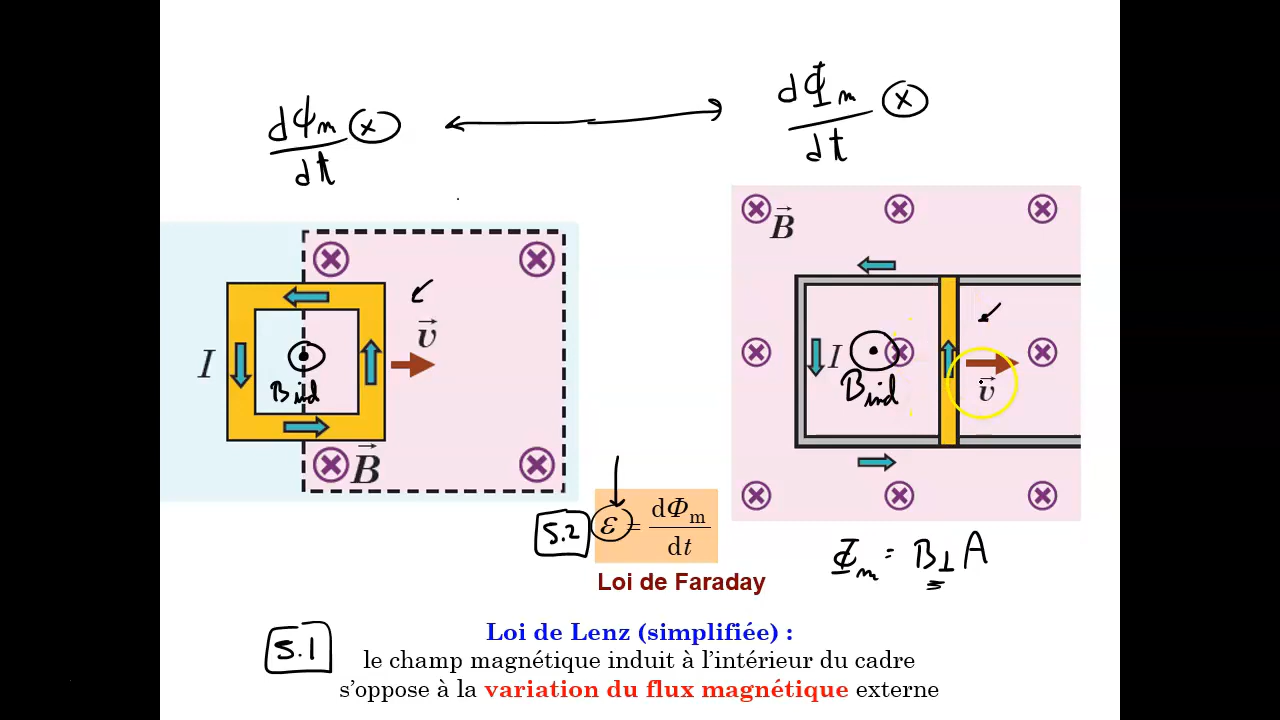 dΦm/dt ⊗
dΦm/dt ⊗
I
Bind
v
B
B
I
Bind
v
5.2
ε = dΦm/dt
Loi de Faraday
Φm = B⊥ A
5.1
Loi de Lenz (simplifiée) :
le champ magnétique induit à l'intérieur du cadre
s'oppose à la variation du flux magnétique externe